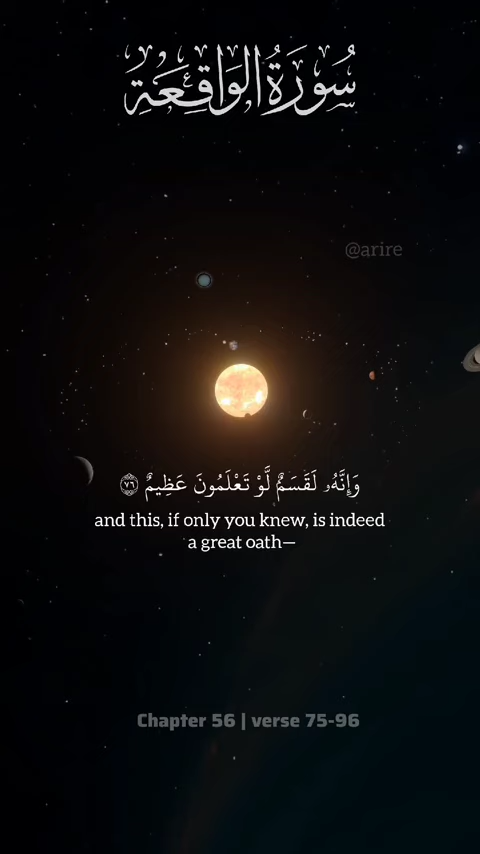 سُورَةُ الوَاقِعَةِ
@arire
وَإِنَّهُۥ لَقَسَمٌ لَّوْ تَعْلَمُونَ عَظِيمٌ ٧٦
and this, if only you knew, is indeed
a great oath—
Chapter 56 | verse 75-96